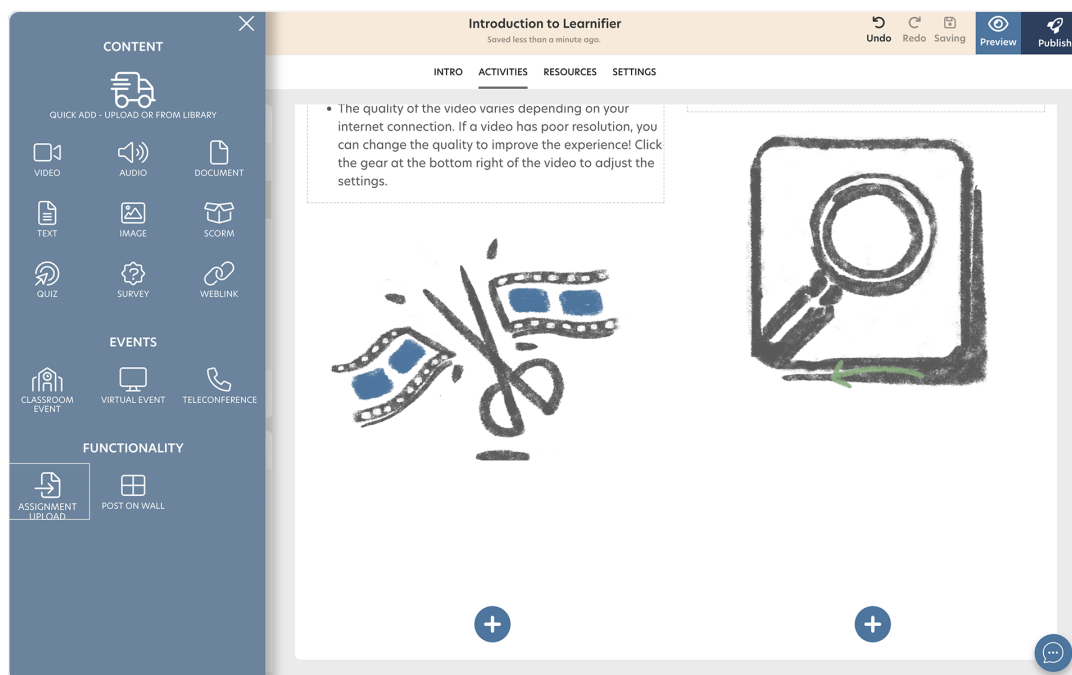 CONTENT
QUICK ADD - UPLOAD OR FROM LIBRARY
VIDEO
AUDIO
DOCUMENT
TEXT
IMAGE
SCORM
QUIZ
SURVEY
WEBLINK
EVENTS
CLASSROOM
EVENT
VIRTUAL EVENT
TELECONFERENCE
FUNCTIONALITY
ASSIGNMENT
UPLOAD
POST ON WALL
Introduction to Learnifier
Saved less than a minute ago.
Undo
Redo
Saving
Preview
Publish
INTRO
ACTIVITIES
RESOURCES
SETTINGS
• The quality of the video varies depending on your
internet connection. If a video has poor resolution, you
can change the quality to improve the experience! Click
the gear at the bottom right of the video to adjust the
settings.